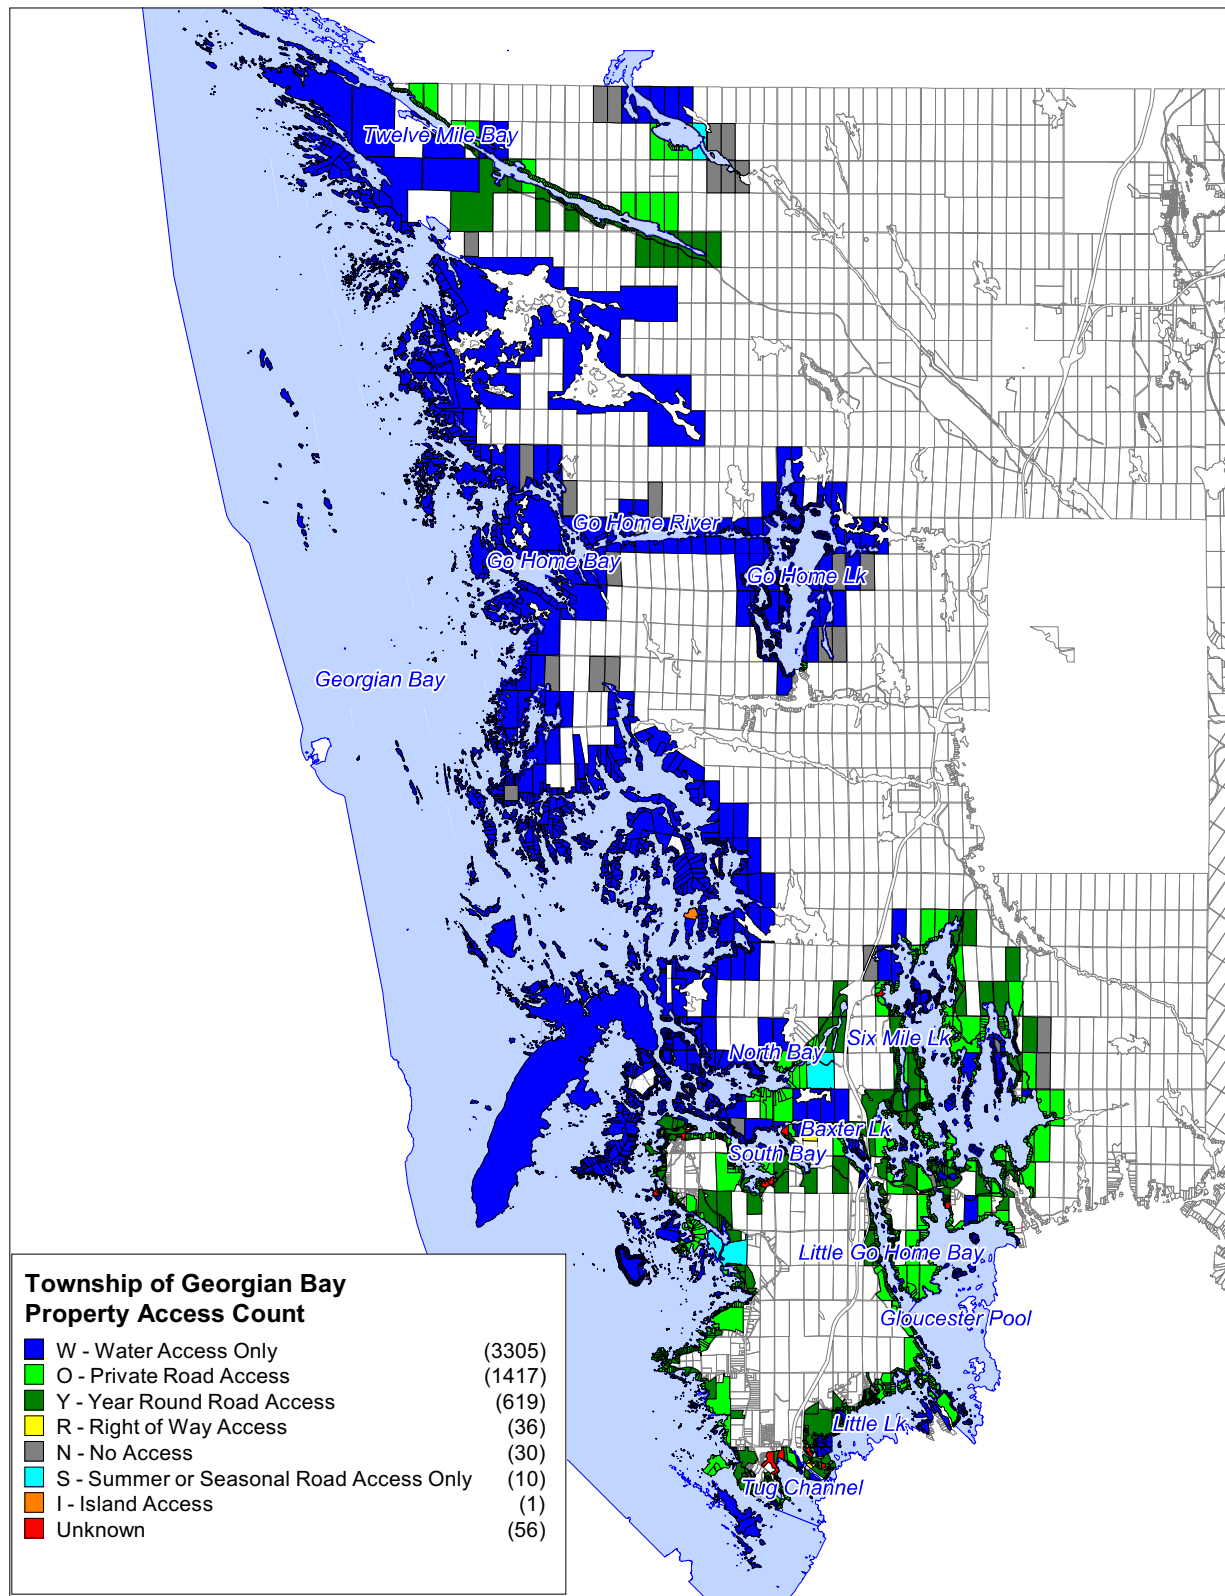 Twelve Mile Bay
Go Home River
Go Home Bay
Go Home Lk
Georgian Bay
Six Mile Lk
North Bay
Baxter Lk
South Bay
Little Go Home Bay
Gloucester Pool
Little Lk
Tug Channel
Township of Georgian Bay
Property Access Count
W - Water Access Only (3305)
O - Private Road Access (1417)
Y - Year Round Road Access (619)
R - Right of Way Access (36)
N - No Access (30)
S - Summer or Seasonal Road Access Only (10)
I - Island Access (1)
Unknown (56)